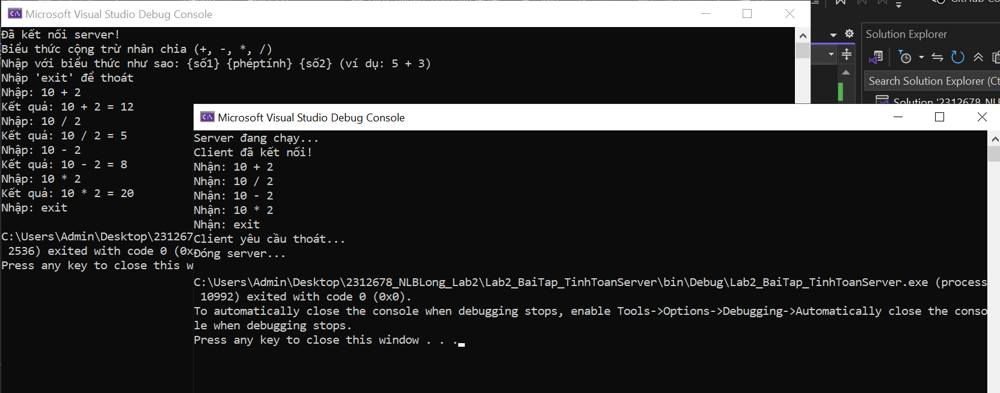 Microsoft Visual Studio Debug Console
Đã kết nối server!
Biểu thức cộng trừ nhân chia (+, -, *, /)
Nhập với biểu thức như sao: {số1} {phéptính} {số2} (ví dụ: 5 + 3)
Nhập 'exit' để thoát
Nhập: 10 + 2
Kết quả: 10 + 2 = 12
Nhập: 10 / 2
Kết quả: 10 / 2 = 5
Nhập: 10 - 2
Kết quả: 10 - 2 = 8
Nhập: 10 * 2
Kết quả: 10 * 2 = 20
Nhập: exit
C:\Users\Admin\Desktop\231267
2536) exited with code 0 (0x
Press any key to close this w
Microsoft Visual Studio Debug Console
Server đang chạy...
Client đã kết nối!
Nhận: 10 + 2
Nhận: 10 / 2
Nhận: 10 - 2
Nhận: 10 * 2
Nhận: exit
Client yêu cầu thoát...
Đóng server...
C:\Users\Admin\Desktop\2312678_NLBLong_Lab2\Lab2_BaiTap_TinhToanServer\bin\Debug\Lab2_BaiTap_TinhToanServer.exe (process
10992) exited with code 0 (0x0).
To automatically close the console when debugging stops, enable Tools->Options->Debugging->Automatically close the conso
le when debugging stops.
Press any key to close this window . . .
GitHub Co
Solution Explorer
Search Solution Explorer (Ct
Solution '2312678_NLB